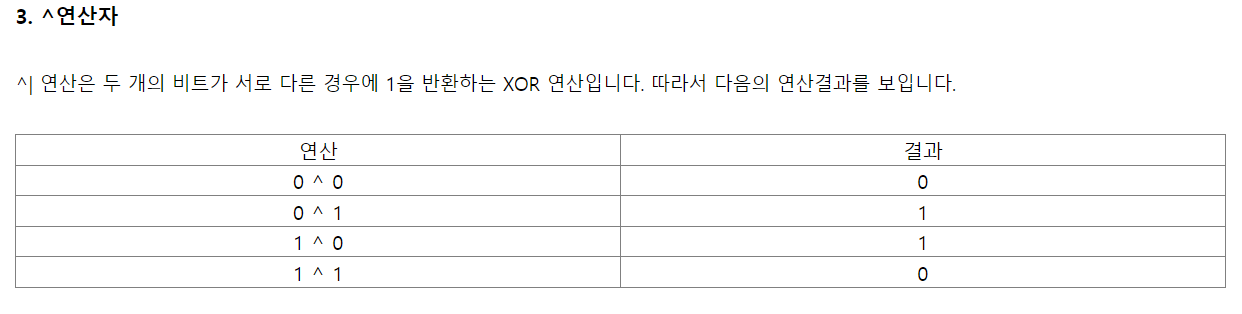 3. ^연산자
^| 연산은 두 개의 비트가 서로 다른 경우에 1을 반환하는 XOR 연산입니다. 따라서 다음의 연산결과를 보입니다.
연산 결과
0 ^ 0 0
0 ^ 1 1
1 ^ 0 1
1 ^ 1 0